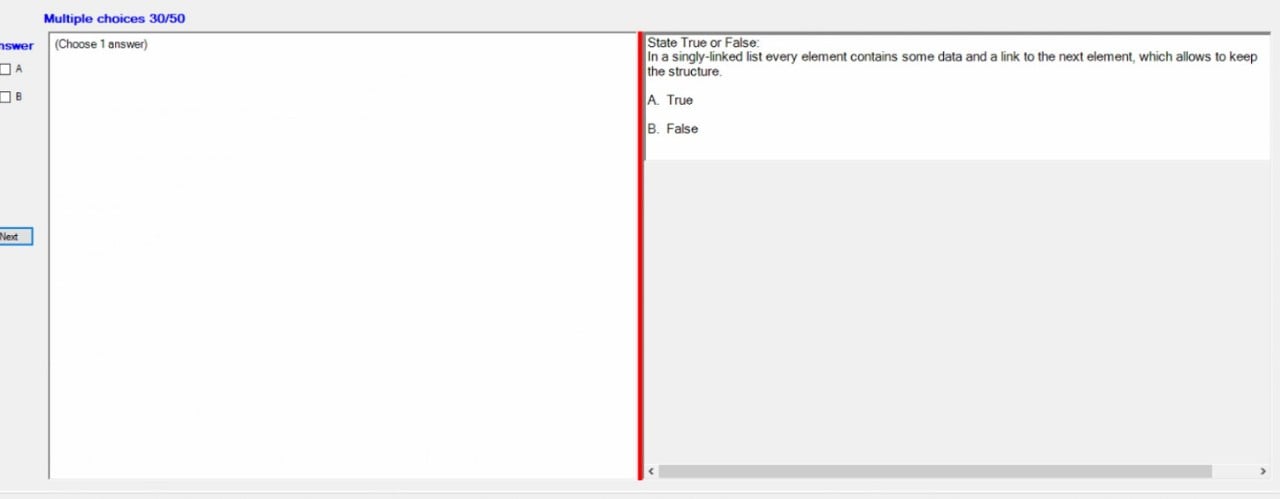 Multiple choices 30/50
nswer
A
B
Next
(Choose 1 answer)
State True or False:
In a singly-linked list every element contains some data and a link to the next element, which allows to keep
the structure.
A. True
B. False